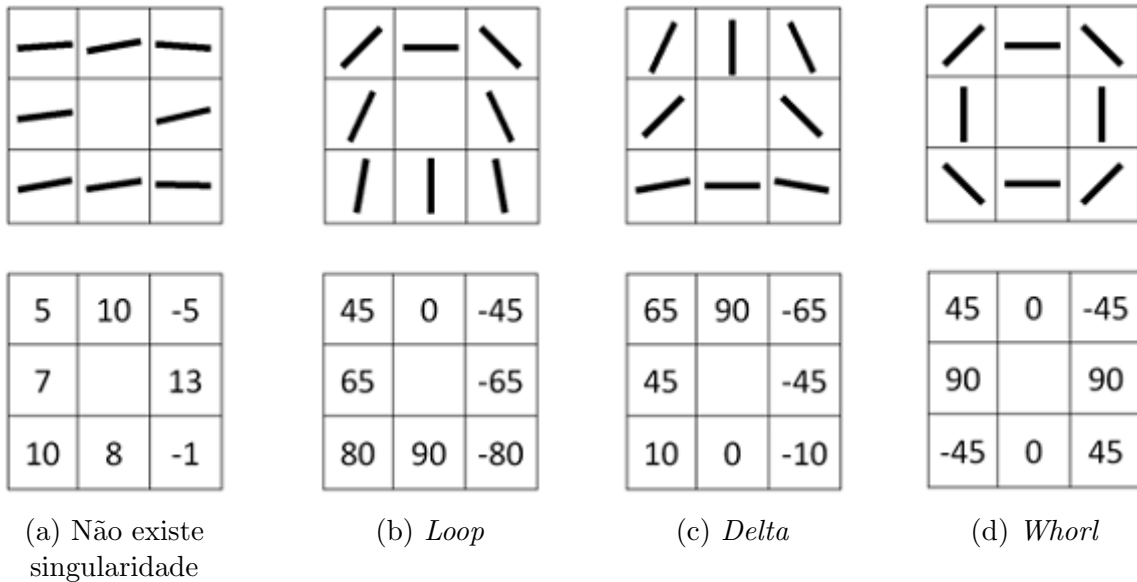 5 10 -5 45 0 -45 65 90 -65 45 0 -45
7 13 65 -65 45 -45 90 90
10 8 -1 80 90 -80 10 0 -10 -45 0 45
(a) Não existe (b) Loop (c) Delta (d) Whorl
singularidade